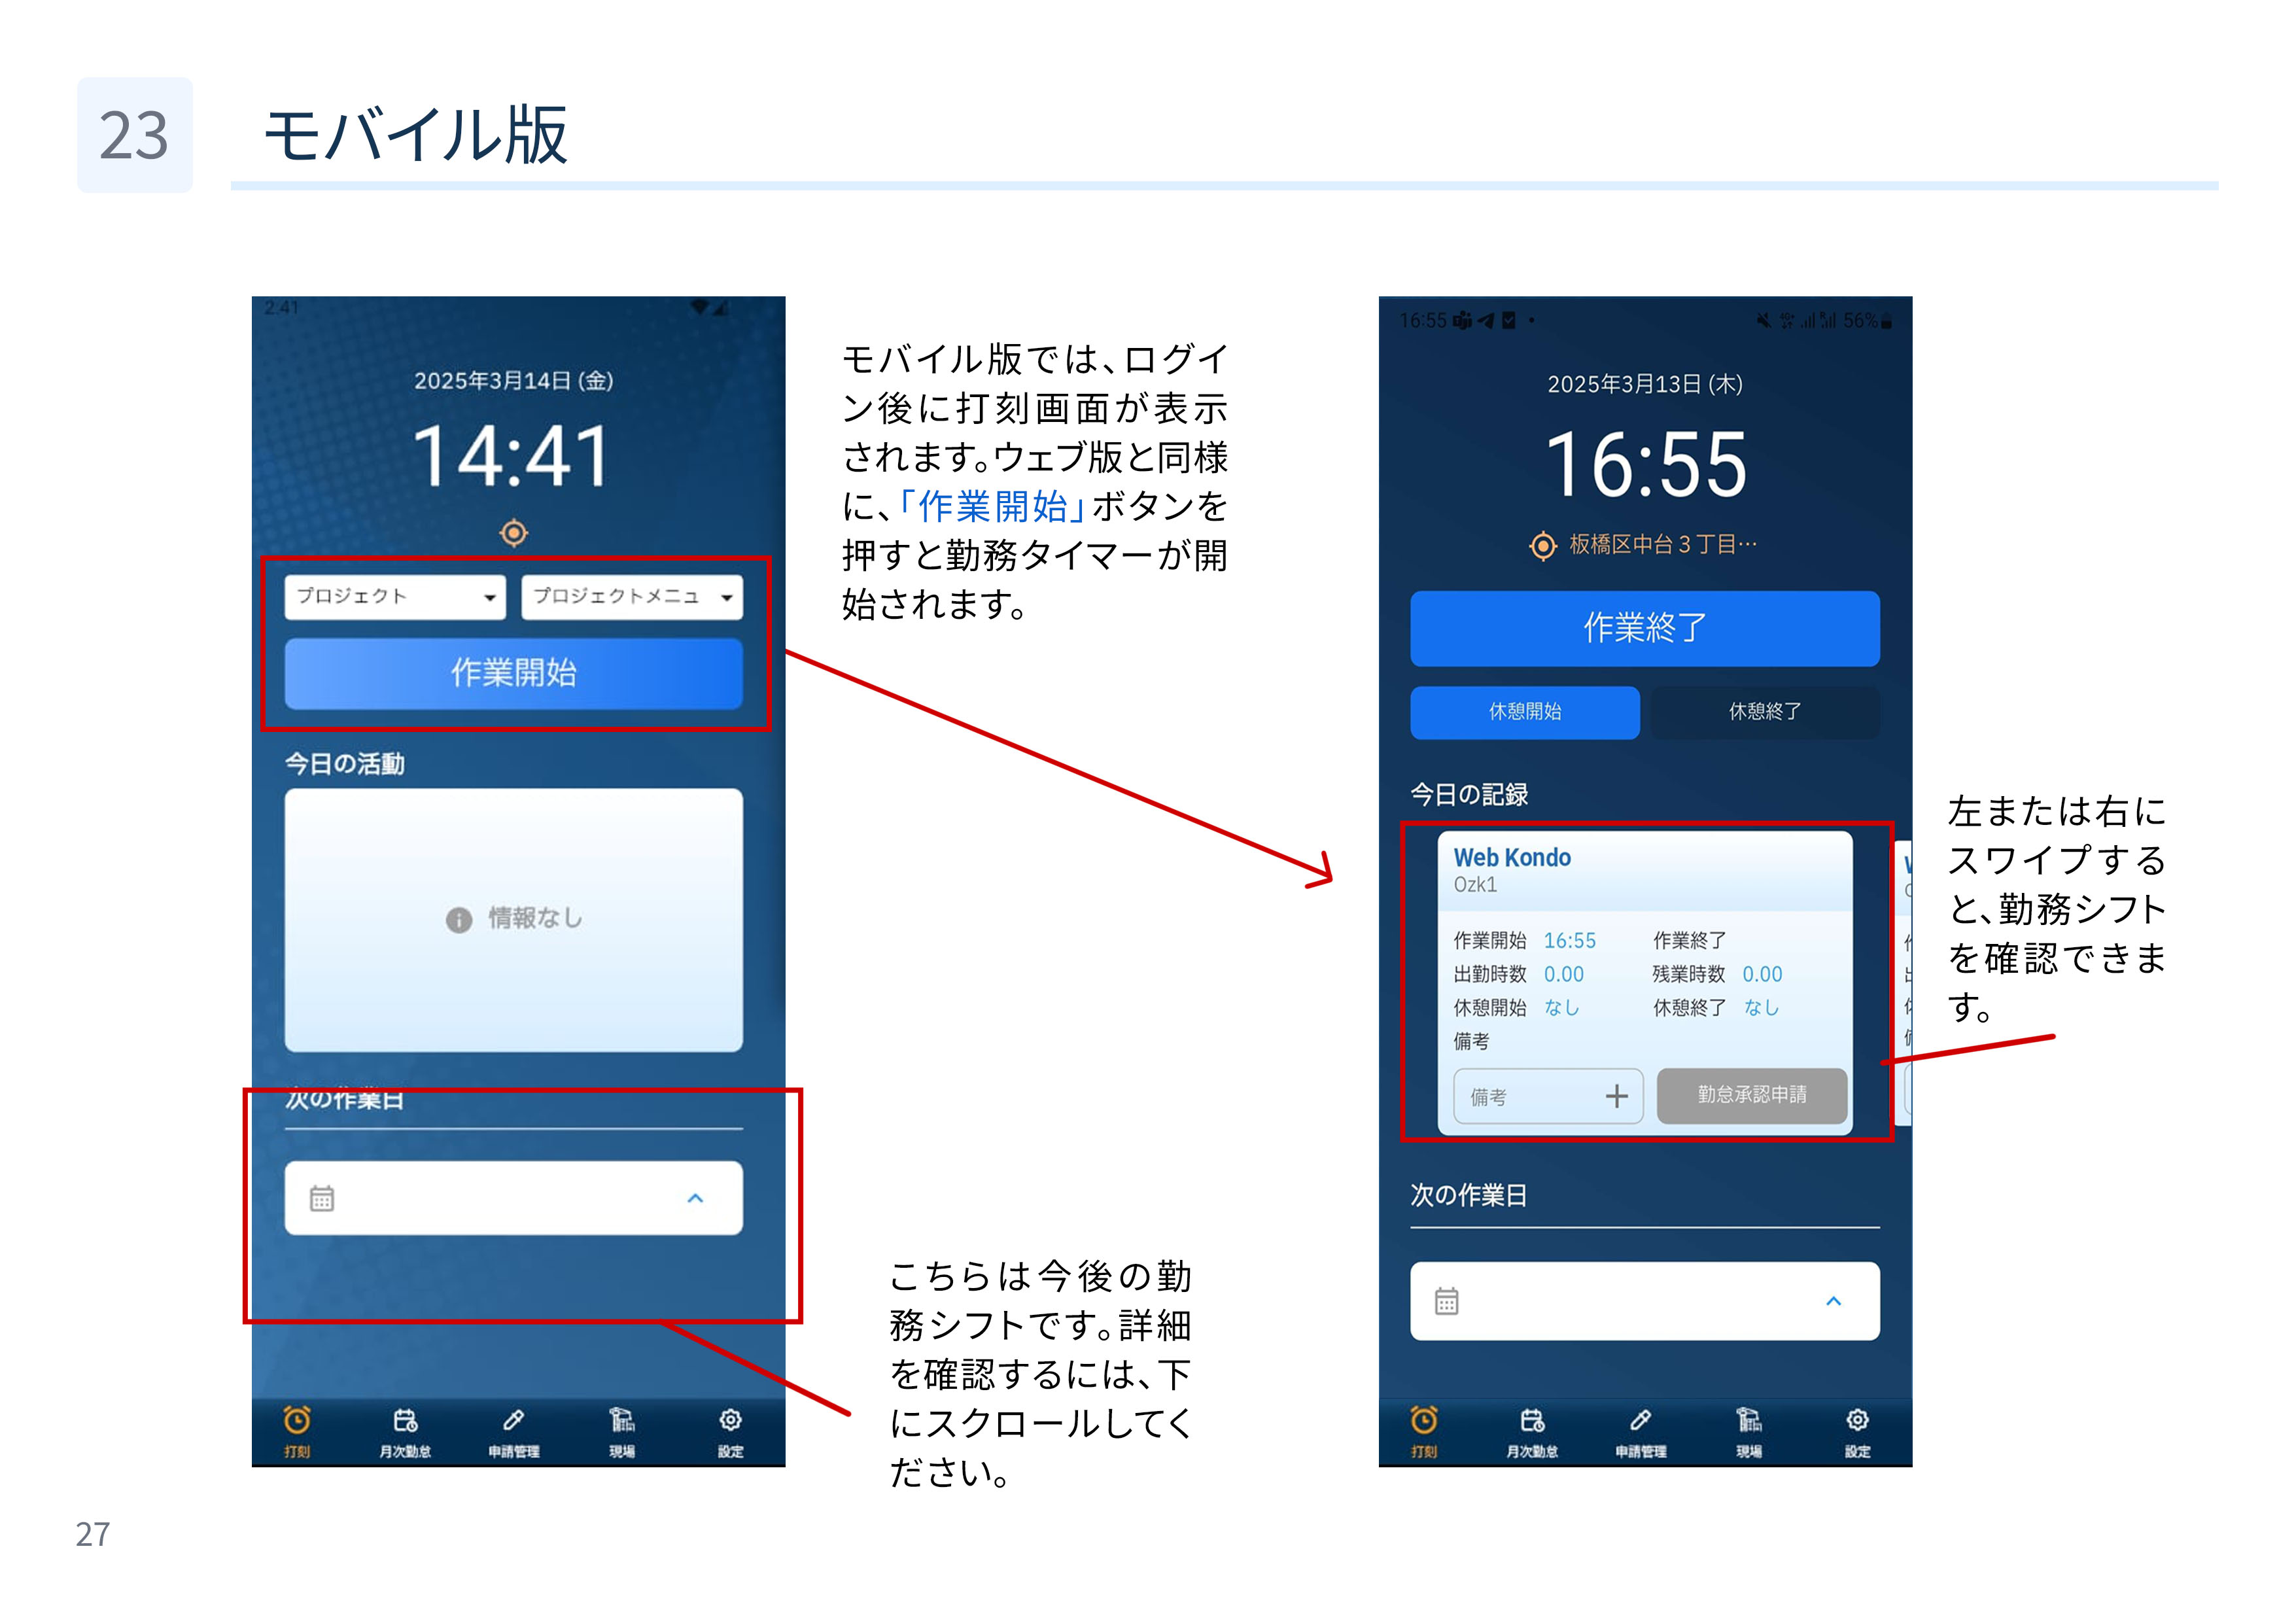 23
モバイル版
2:41
2025年3月14日 (金)
14:41
プロジェクト
プロジェクトメニュ
作業開始
今日の活動
情報なし
次の作業日
打刻
月次勤怠
申請管理
現場
設定
モバイル版では、ログイ
ン後に打刻画面が表示
されます。ウェブ版と同様
に、「作業開始」ボタンを
押すと勤務タイマーが開
始されます。
こちらは今後の勤
務シフトです。詳細
を確認するには、下
にスクロールしてく
ださい。
16:55
56%
2025年3月13日 (木)
16:55
板橋区中台3丁目…
作業終了
休憩開始
休憩終了
今日の記録
Web Kondo
Ozk1
作業開始 16:55 作業終了
出勤時数 0.00 残業時数 0.00
休憩開始 なし 休憩終了 なし
備考
備考
勤怠承認申請
次の作業日
打刻
月次勤怠
申請管理
現場
設定
左または右に
スワイプする
と、勤務シフト
を確認できま
す。
27